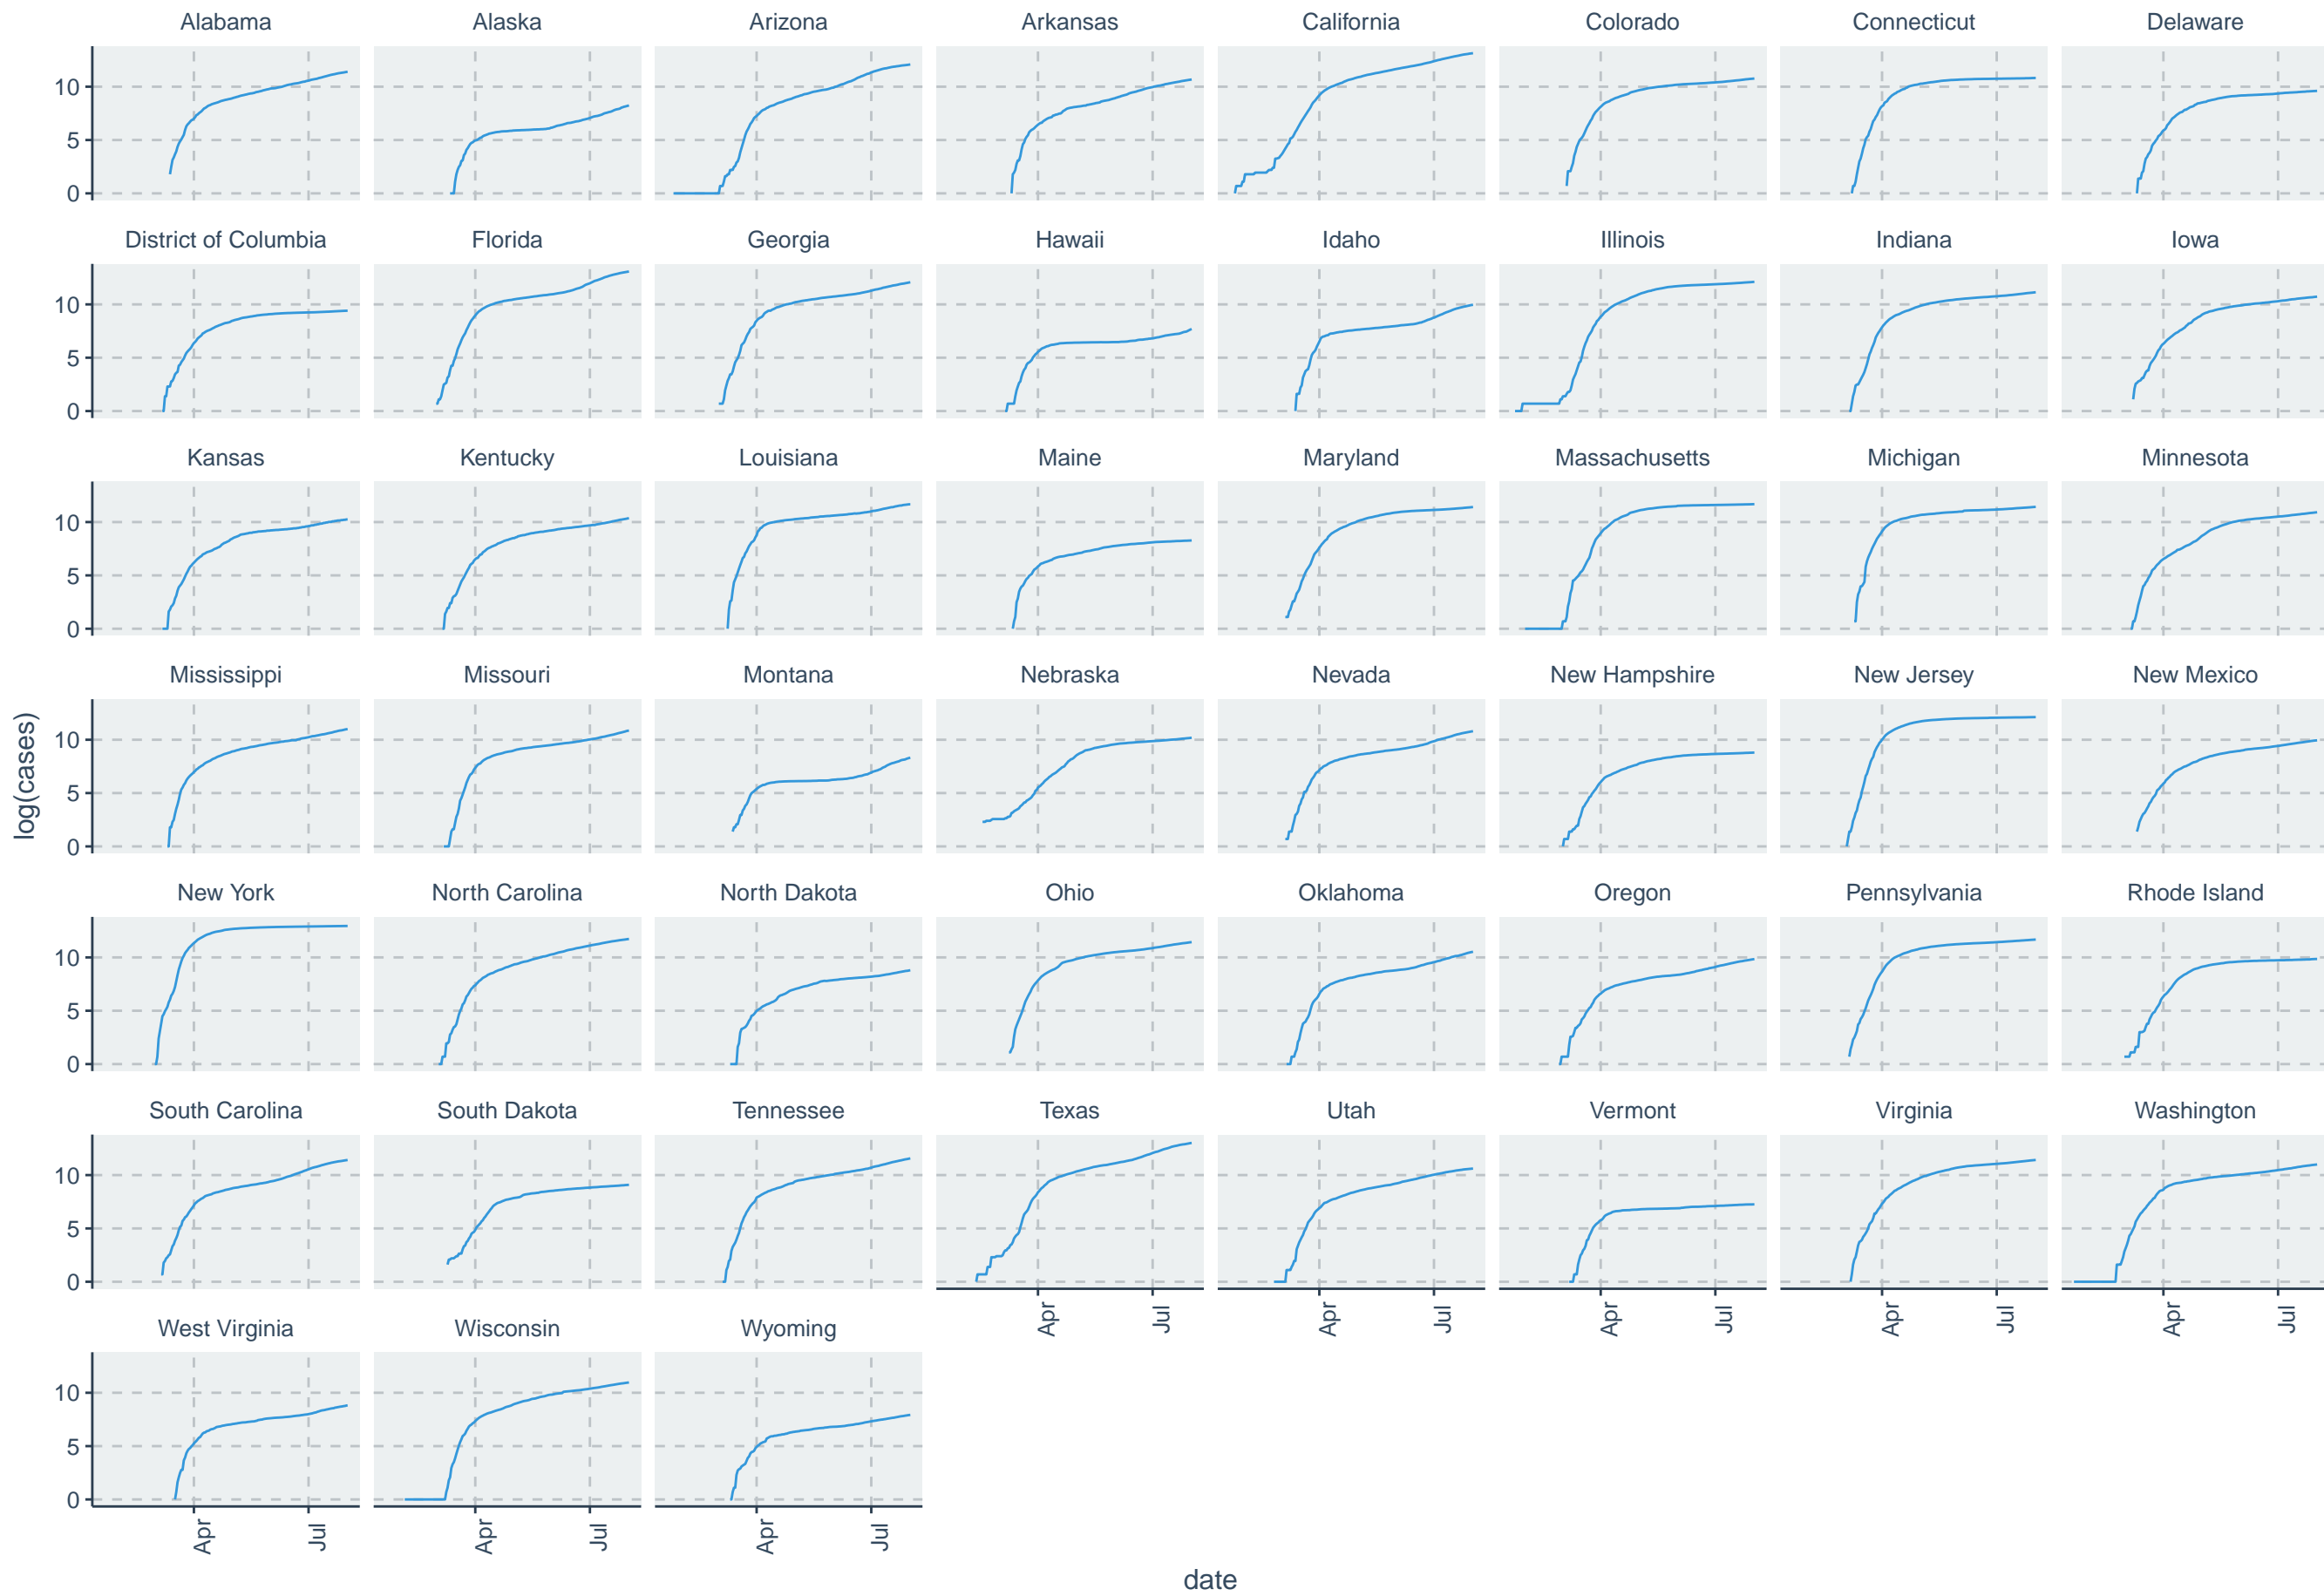 Alabama Alaska Arizona Arkansas California Colorado Connecticut Delaware
10
5
0
District of Columbia Florida Georgia Hawaii Idaho Illinois Indiana Iowa
10
5
0
Kansas Kentucky Louisiana Maine Maryland Massachusetts Michigan Minnesota
10
5
0
Mississippi Missouri Montana Nebraska Nevada New Hampshire New Jersey New Mexico
10
5
0
log(cases)
New York North Carolina North Dakota Ohio Oklahoma Oregon Pennsylvania Rhode Island
10
5
0
South Carolina South Dakota Tennessee Texas Utah Vermont Virginia Washington
10
5
0
Apr Jul Apr Jul Apr Jul Apr Jul Apr Jul
West Virginia Wisconsin Wyoming
10
5
0
Apr Jul Apr Jul Apr Jul
date